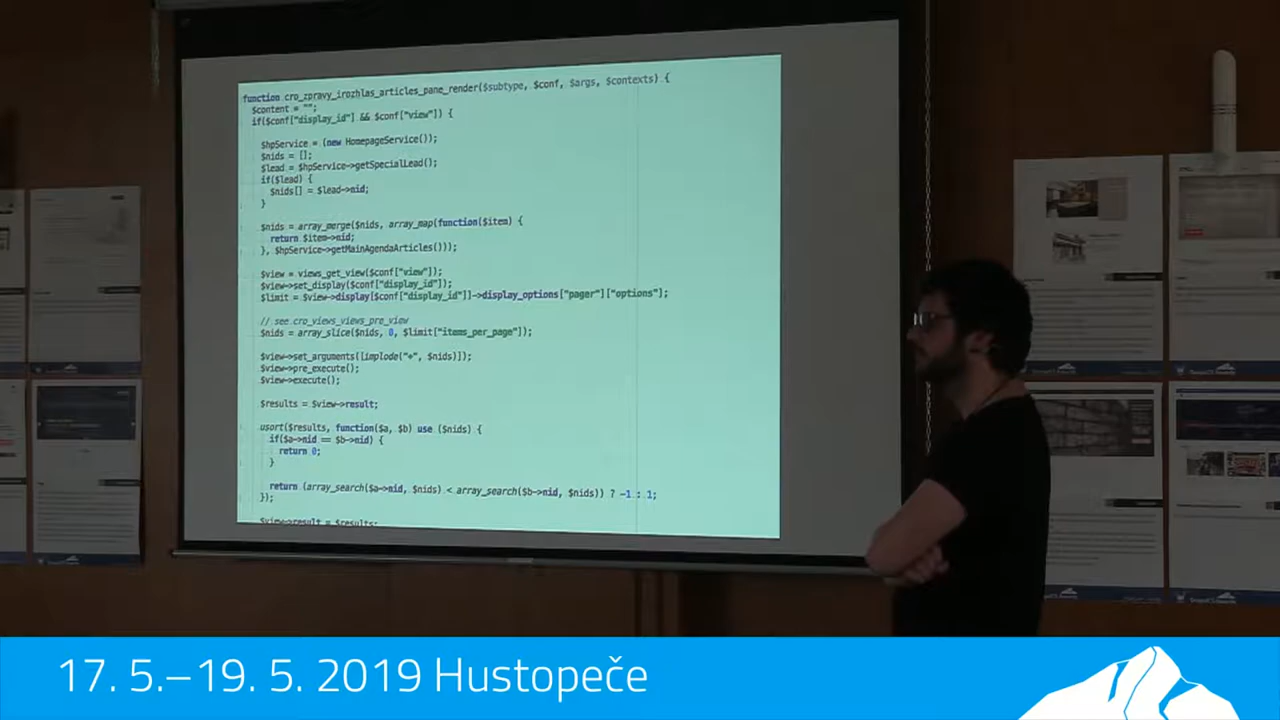 function cro_zpravy_irozhlas_articles_pane_render($subtype, $conf, $args, $contexts) {
$content = "";
if($conf["display_id"] && $conf["view"]) {
$hpService = (new HomepageService());
$nids = [];
$lead = $hpService->getSpecialLead();
if($lead) {
$nids[] = $lead->nid;
}
$nids = array_merge($nids, array_map(function($item) {
return $item->nid;
}, $hpService->getMainAgendaArticles()));
$view = views_get_view($conf["view"]);
$view->set_display($conf["display_id"]);
$limit = $view->display[$conf["display_id"]]->display_options["pager"]["options"];
// see cro_views_views_pre_view
$nids = array_slice($nids, 0, $limit["items_per_page"]);
$view->set_arguments([implode("+", $nids)]);
$view->pre_execute();
$view->execute();
$results = $view->result;
usort($results, function($a, $b) use ($nids) {
if($a->nid == $b->nid) {
return 0;
}
return (array_search($a->nid, $nids) < array_search($b->nid, $nids)) ? -1 : 1;
});
$view->result = $results;
17. 5.–19. 5. 2019 Hustopeče